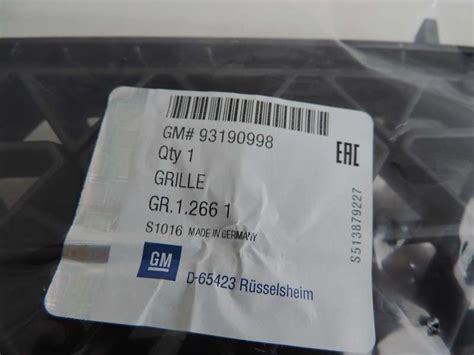 GM# 93190998
Qty 1
GRILLE
GR.1.266 1
S1016 MADE IN GERMANY
GM
D-65423 Rüsselsheim
EAC
S513879227